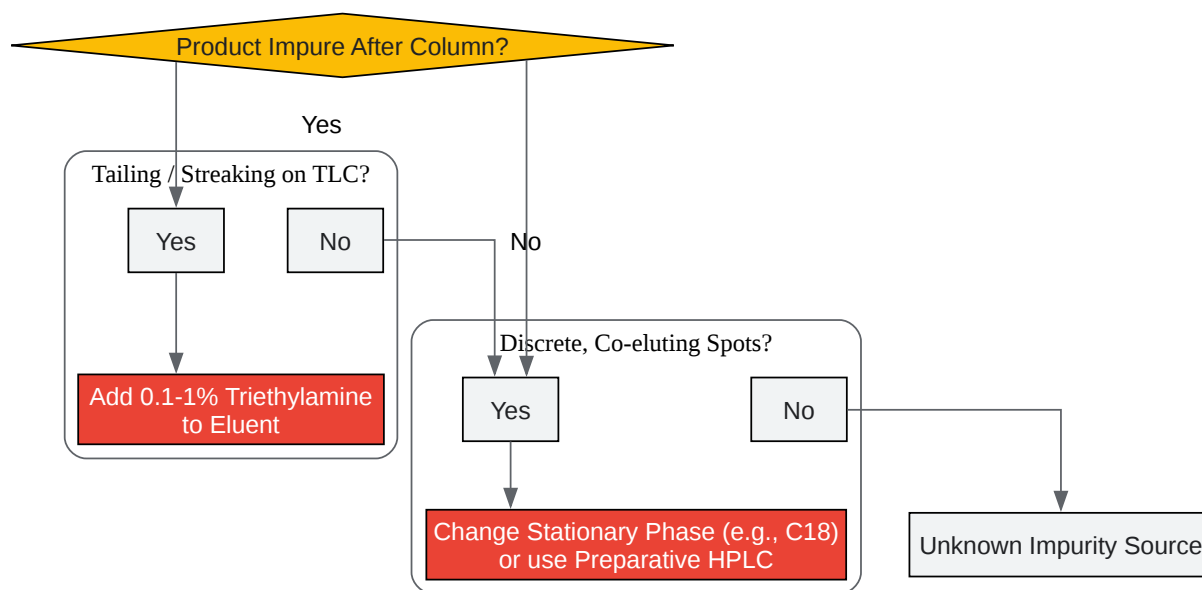 Product Impure After Column?
Yes
Tailing / Streaking on TLC?
Yes
No
No
Discrete, Co-eluting Spots?
Add 0.1-1% Triethylamine
to Eluent
Yes
No
Change Stationary Phase (e.g., C18)
or use Preparative HPLC
Unknown Impurity Source